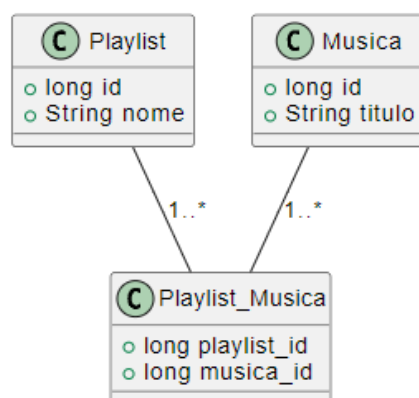 C Playlist
long id
String nome
C Musica
long id
String titulo
1..*
1..*
C Playlist_Musica
long playlist_id
long musica_id